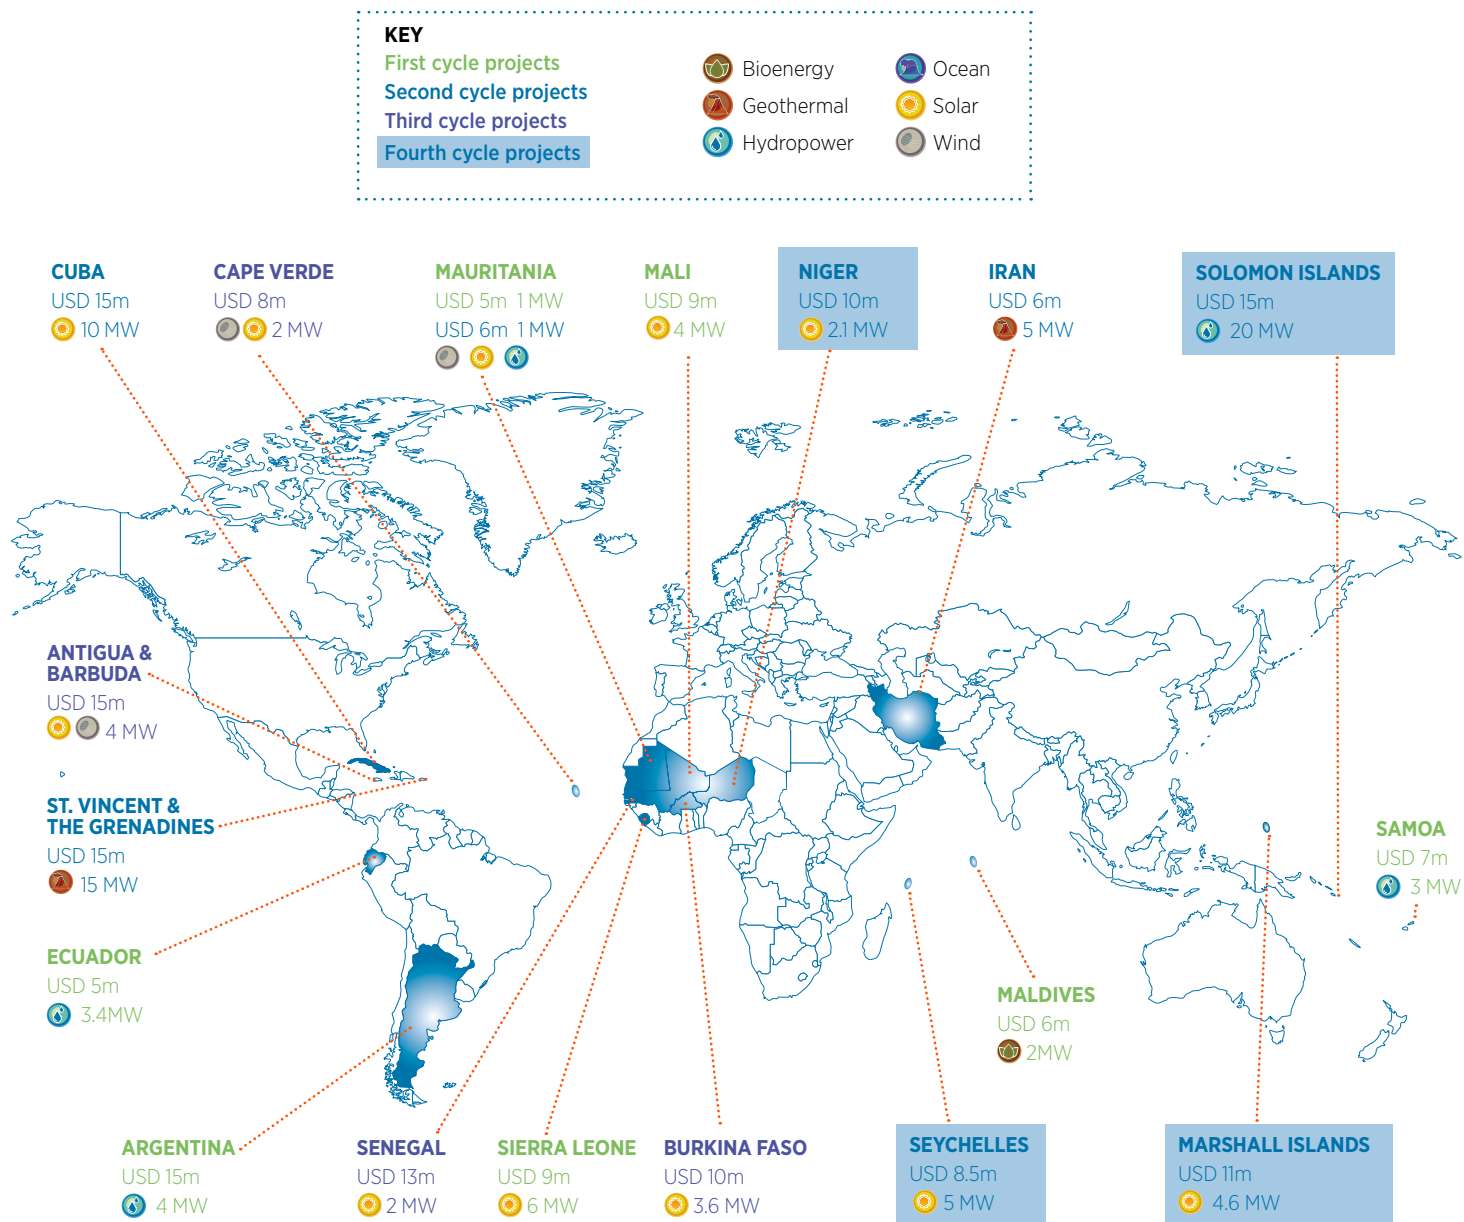 KEY
First cycle projects
Second cycle projects
Third cycle projects
Fourth cycle projects
Bioenergy
Geothermal
Hydropower
Ocean
Solar
Wind
CUBA
USD 15m
10 MW
CAPE VERDE
USD 8m
2 MW
MAURITANIA
USD 5m 1 MW
USD 6m 1 MW
MALI
USD 9m
4 MW
NIGER
USD 10m
2.1 MW
IRAN
USD 6m
5 MW
SOLOMON ISLANDS
USD 15m
20 MW
ANTIGUA &
BARBUDA
USD 15m
4 MW
ST. VINCENT &
THE GRENADINES
USD 15m
15 MW
ECUADOR
USD 5m
3.4MW
SAMOA
USD 7m
3 MW
MALDIVES
USD 6m
2MW
ARGENTINA
USD 15m
4 MW
SENEGAL
USD 13m
2 MW
SIERRA LEONE
USD 9m
6 MW
BURKINA FASO
USD 10m
3.6 MW
SEYCHELLES
USD 8.5m
5 MW
MARSHALL ISLANDS
USD 11m
4.6 MW